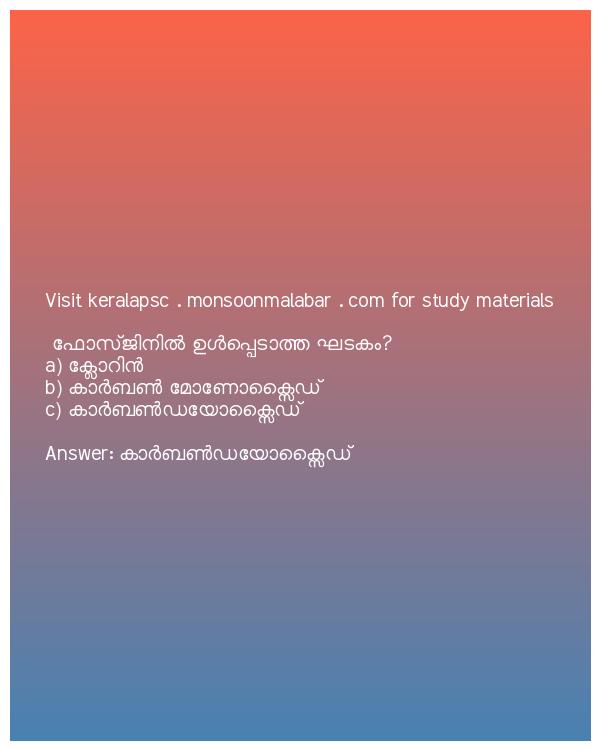 Visit keralapsc . monsoonmalabar . com for study materials
ഫോസ്ജിനിൽ ഉൾപ്പെടാത്ത ഘടകം?
a) ക്ലോറിൻ
b) കാർബൺ മോണോക്സൈഡ്
c) കാർബൺഡയോക്സൈഡ്
Answer: കാർബൺഡയോക്സൈഡ്